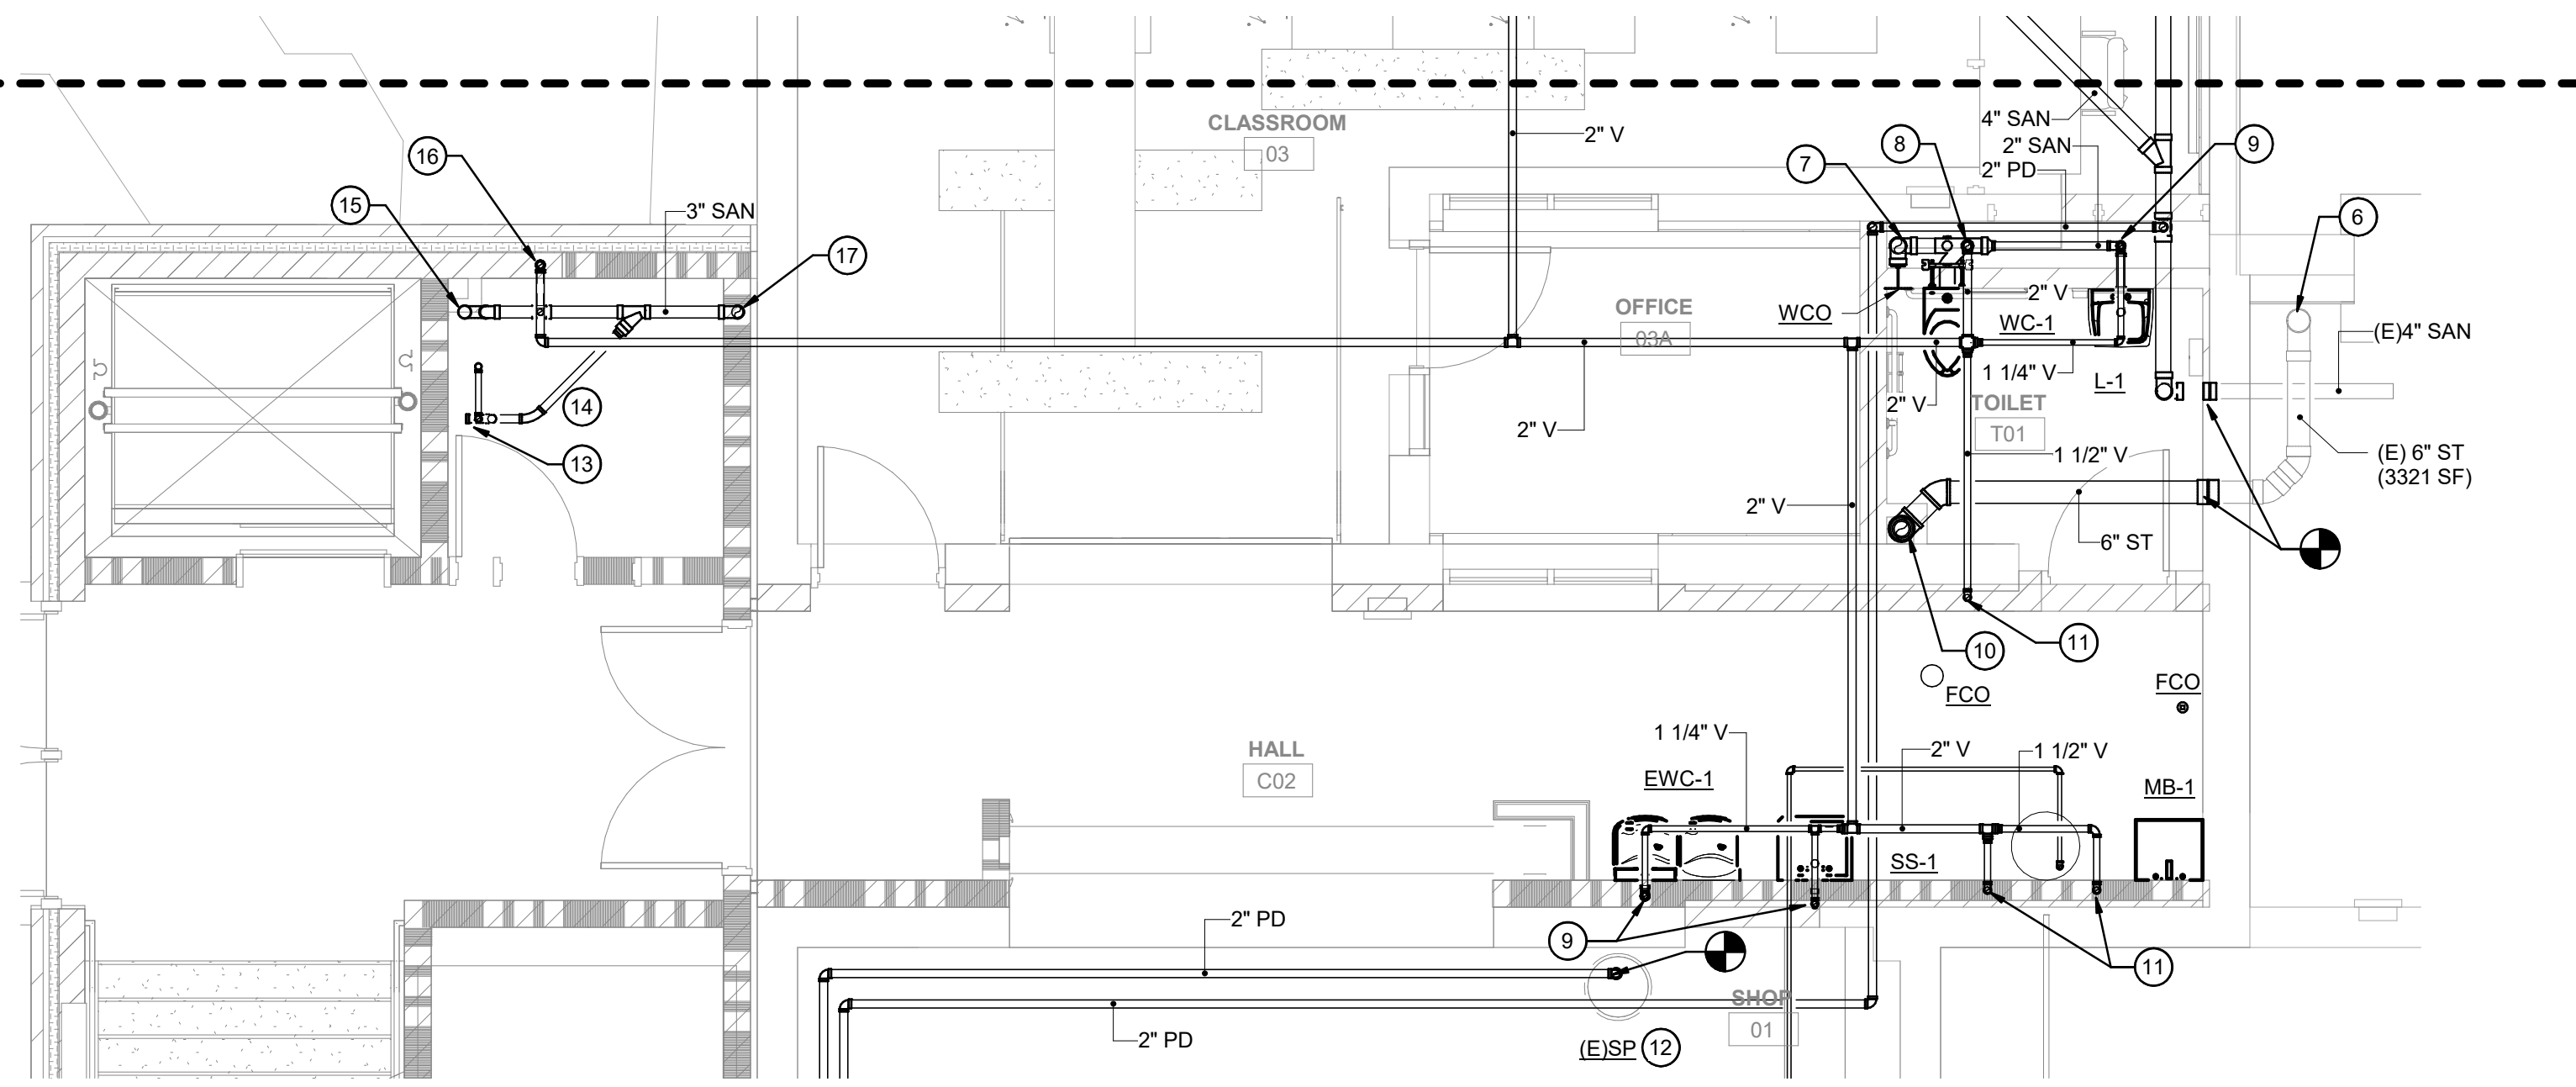 CLASSROOM
03
2" V
4" SAN
2" SAN
2" PD
7
8
9
16
15
3" SAN
17
6
OFFICE
03A
WCO
2" V
WC-1
(E)4" SAN
1 1/4" V
L-1
2" V
TOILET
T01
14
2" V
13
1 1/2" V
(E) 6" ST
(3321 SF)
2" V
6" ST
11
10
FCO
FCO
1 1/4" V
2" V
1 1/2" V
HALL
C02
EWC-1
MB-1
SS-1
2" PD
9
11
SHOP
01
2" PD
(E)SP
12